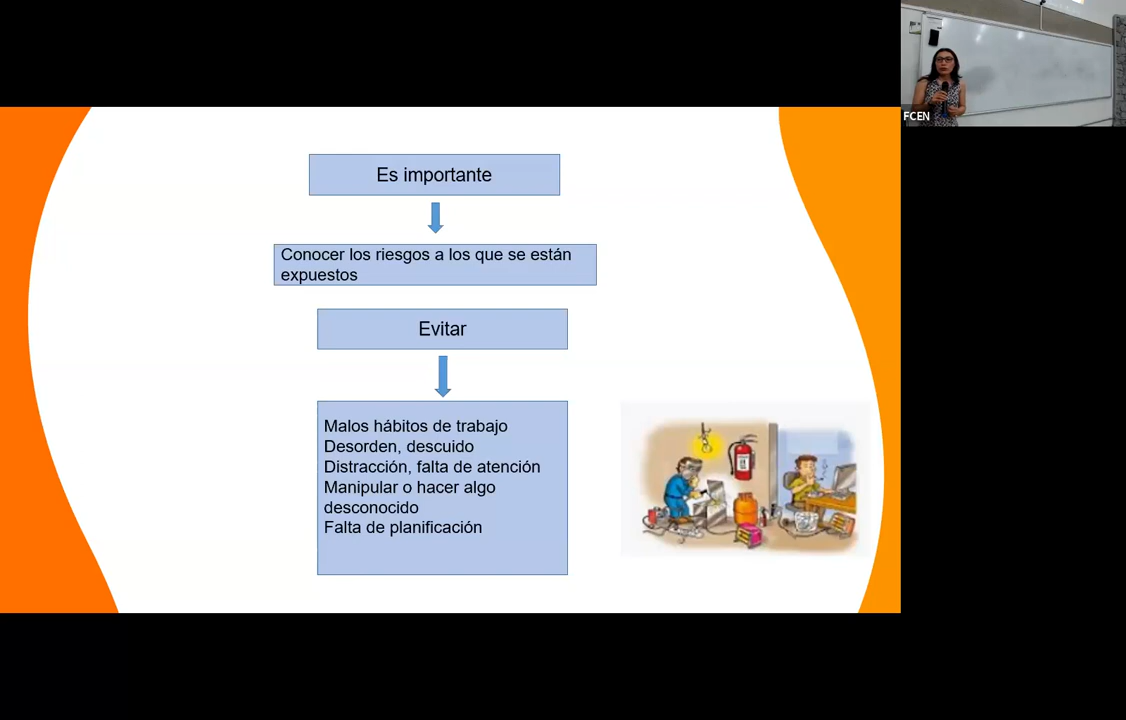 FCEN
Es importante
Conocer los riesgos a los que se están
expuestos
Evitar
Malos hábitos de trabajo
Desorden, descuido
Distracción, falta de atención
Manipular o hacer algo
desconocido
Falta de planificación